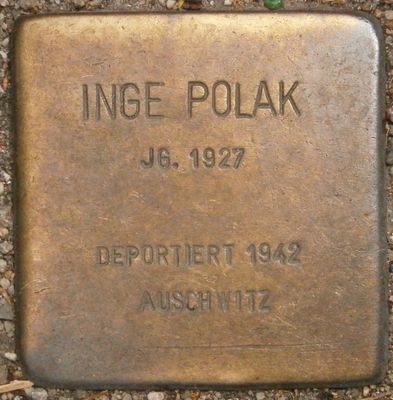 INGE POLAK
JG. 1927
DEPORTIERT 1942
AUSCHWITZ